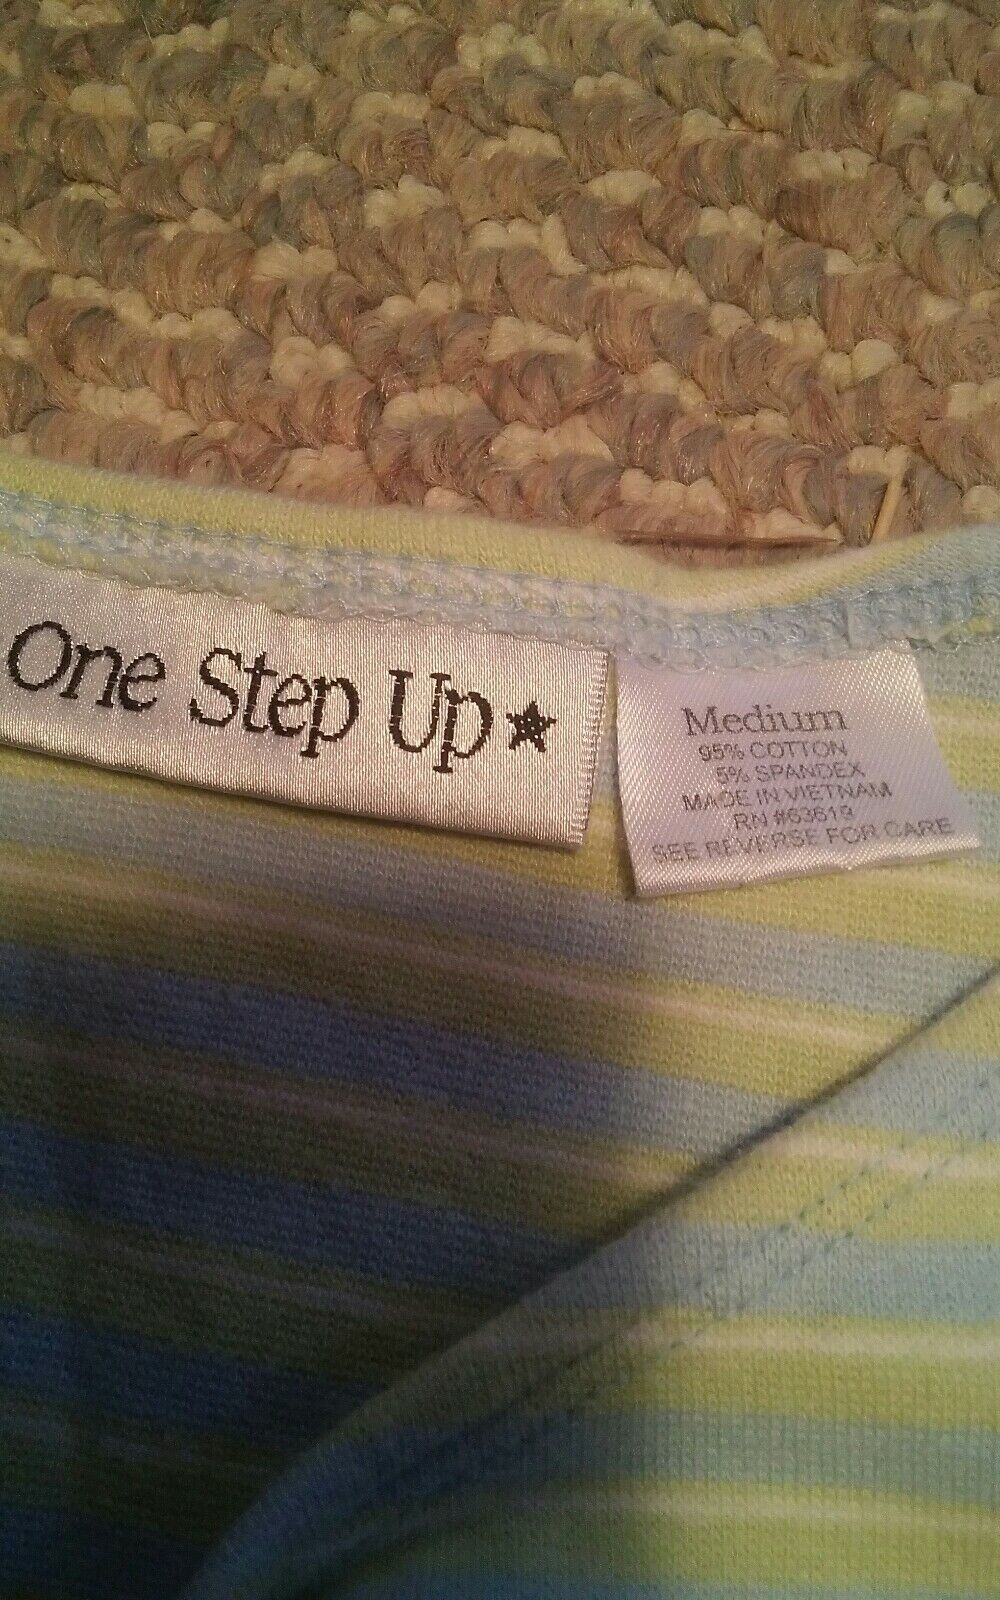 One Step Up★
Medium
95% COTTON
5% SPANDEX
MADE IN VIETNAM
RN #63619
SEE REVERSE FOR CARE